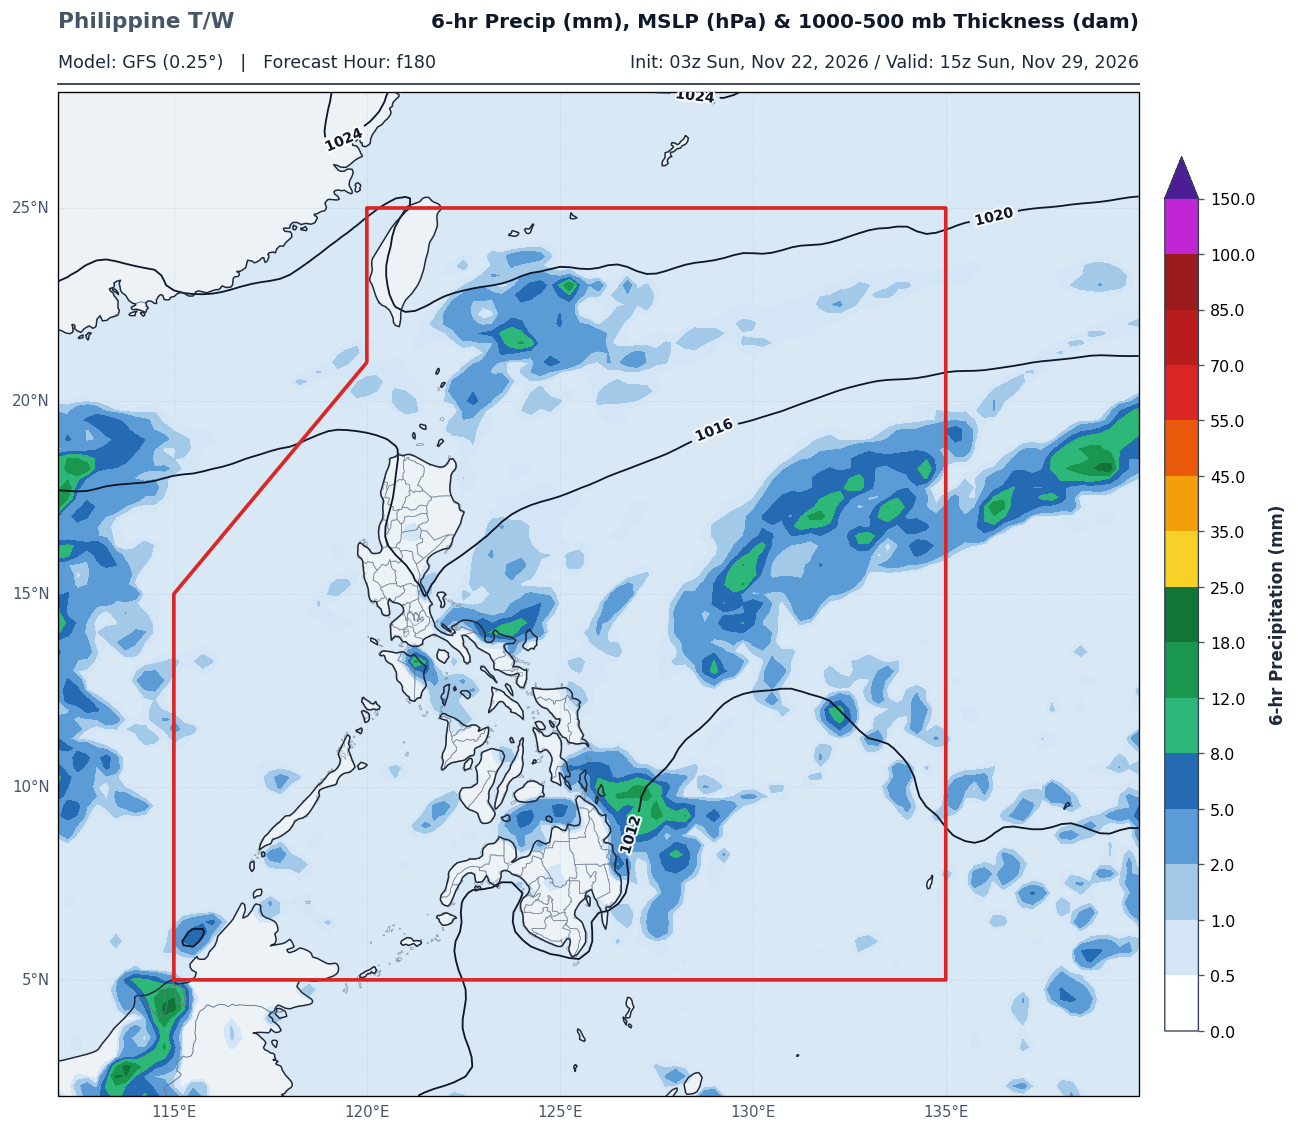 Philippine T/W
6-hr Precip (mm), MSLP (hPa) & 1000-500 mb Thickness (dam)
Model: GFS (0.25°) | Forecast Hour: f180
Init: 03z Sun, Nov 22, 2026 / Valid: 15z Sun, Nov 29, 2026
1024
1024
1020
1016
1012
25°N
20°N
15°N
10°N
5°N
115°E
120°E
125°E
130°E
135°E
150.0
100.0
85.0
70.0
55.0
45.0
35.0
25.0
18.0
12.0
8.0
5.0
2.0
1.0
0.5
0.0
6-hr Precipitation (mm)